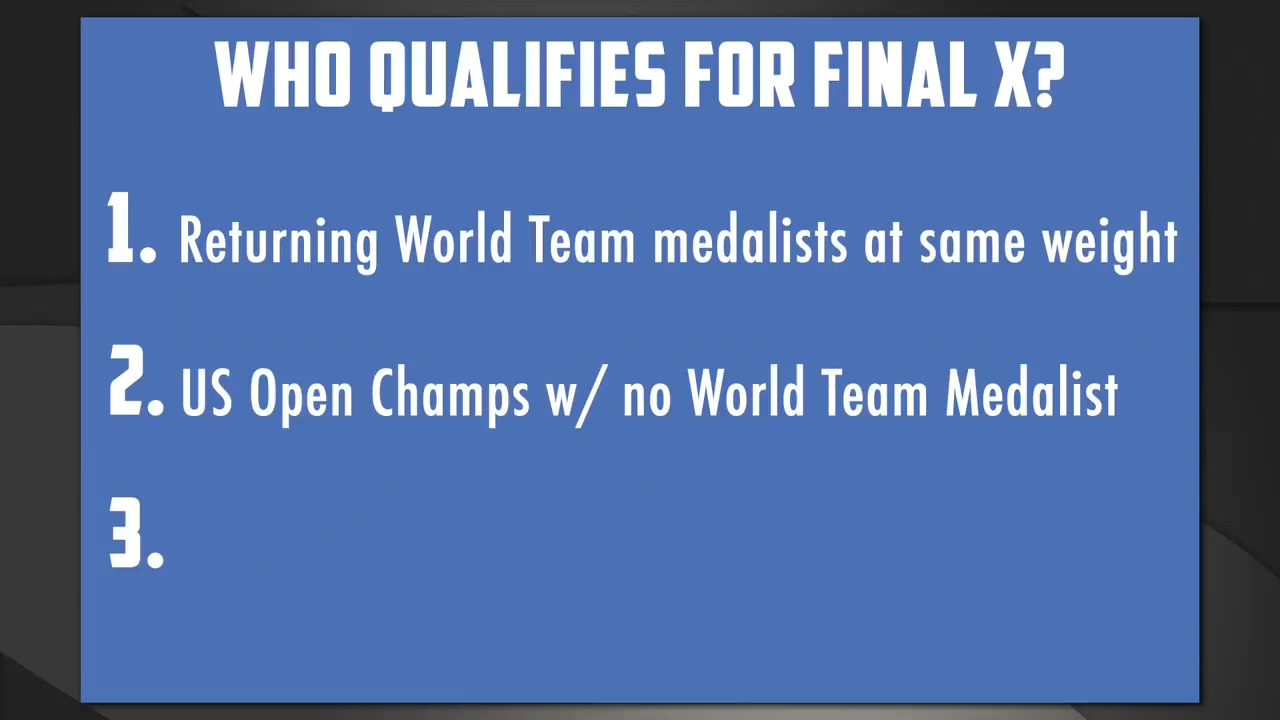 WHO QUALIFIES FOR FINAL X?
1. Returning World Team medalists at same weight
2. US Open Champs w/ no World Team Medalist
3.